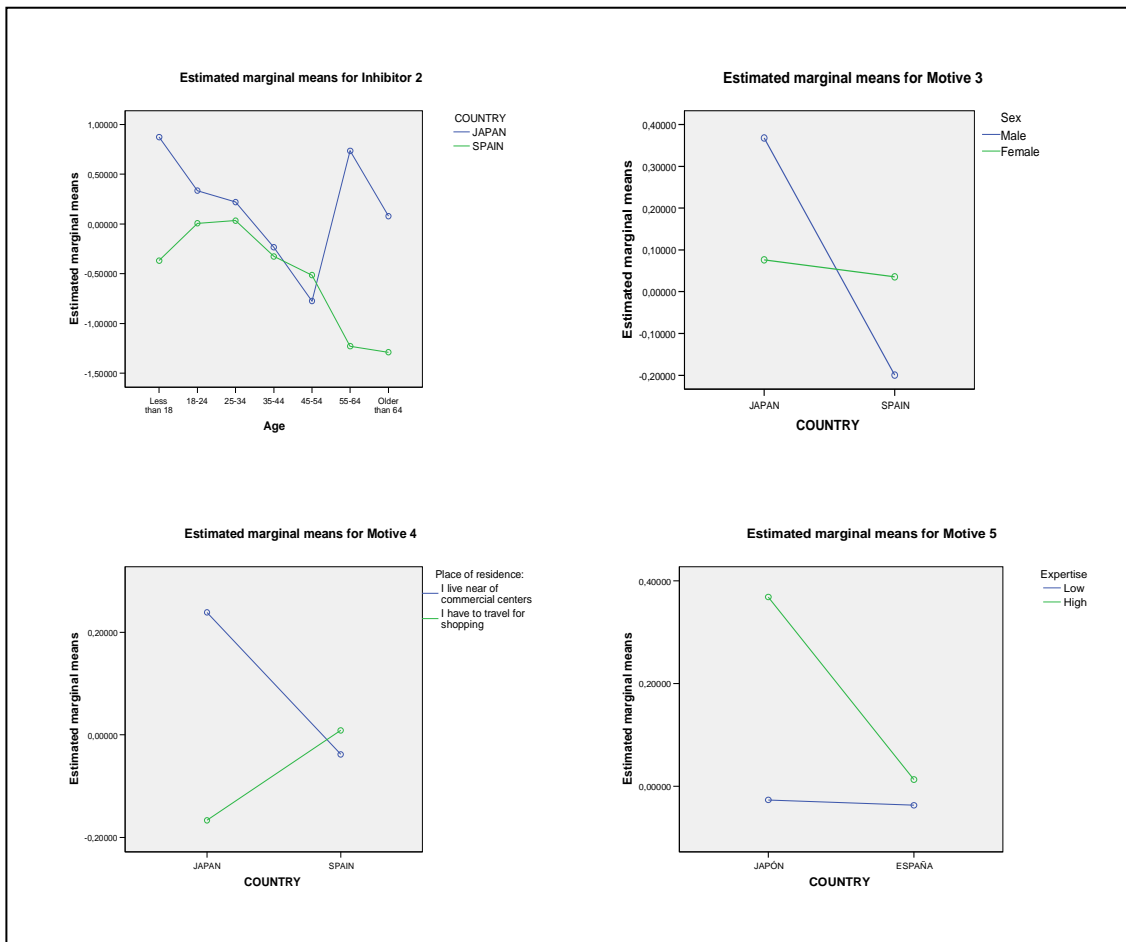 Estimated marginal means for Inhibitor 2
Estimated marginal means
1,00000
0,50000
0,00000
-0,50000
-1,00000
-1,50000
Less than 18
18-24
25-34
35-44
45-54
55-64
Older than 64
Age
COUNTRY
JAPAN
SPAIN
Estimated marginal means for Motive 3
Estimated marginal means
0,40000
0,30000
0,20000
0,10000
0,00000
-0,10000
-0,20000
JAPAN
SPAIN
COUNTRY
Sex
Male
Female
Estimated marginal means for Motive 4
Estimated marginal means
0,20000
0,00000
-0,20000
JAPAN
SPAIN
COUNTRY
Place of residence:
I live near of
commercial centers
I have to travel for
shopping
Estimated marginal means for Motive 5
Estimated marginal means
0,40000
0,20000
0,00000
JAPÓN
ESPAÑA
COUNTRY
Expertise
Low
High